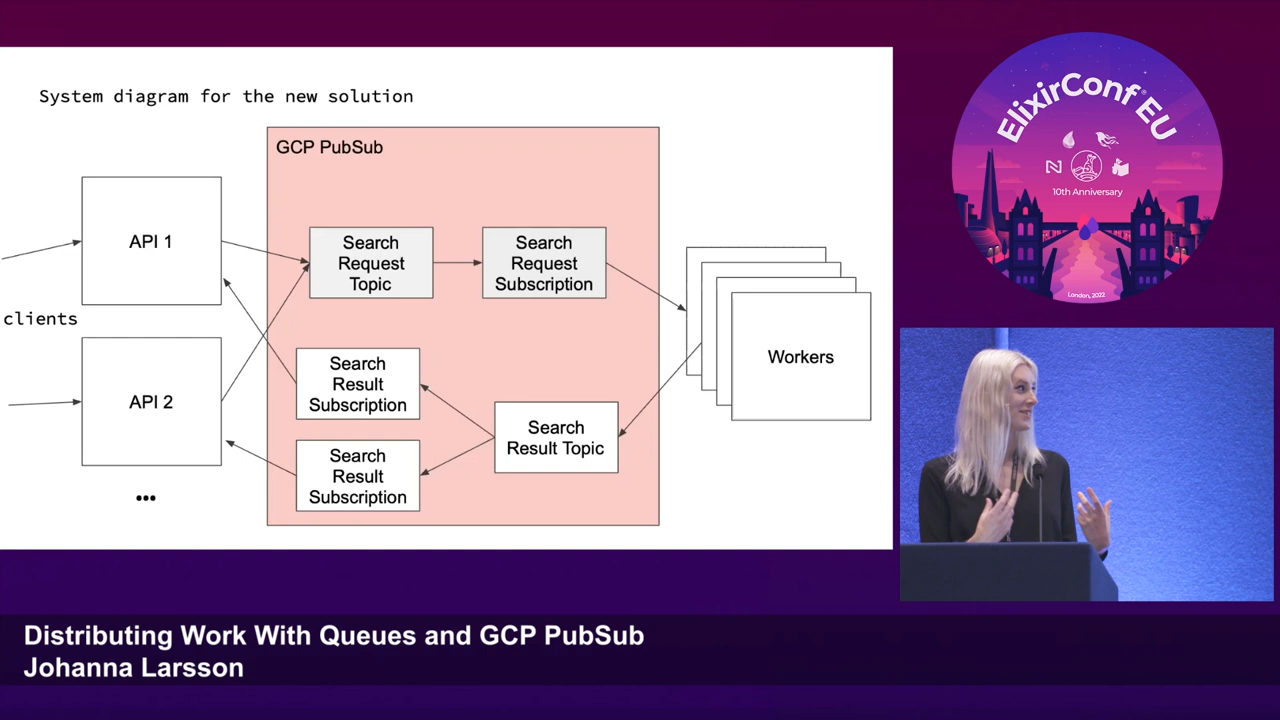 System diagram for the new solution
GCP PubSub
API 1
Search
Request
Topic
Search
Request
Subscription
clients
Search
Result
Subscription
Workers
API 2
Search
Result Topic
Search
Result
Subscription
•••
ElixirConf® EU
10th Anniversary
London, 2022
Distributing Work With Queues and GCP PubSub
Johanna Larsson